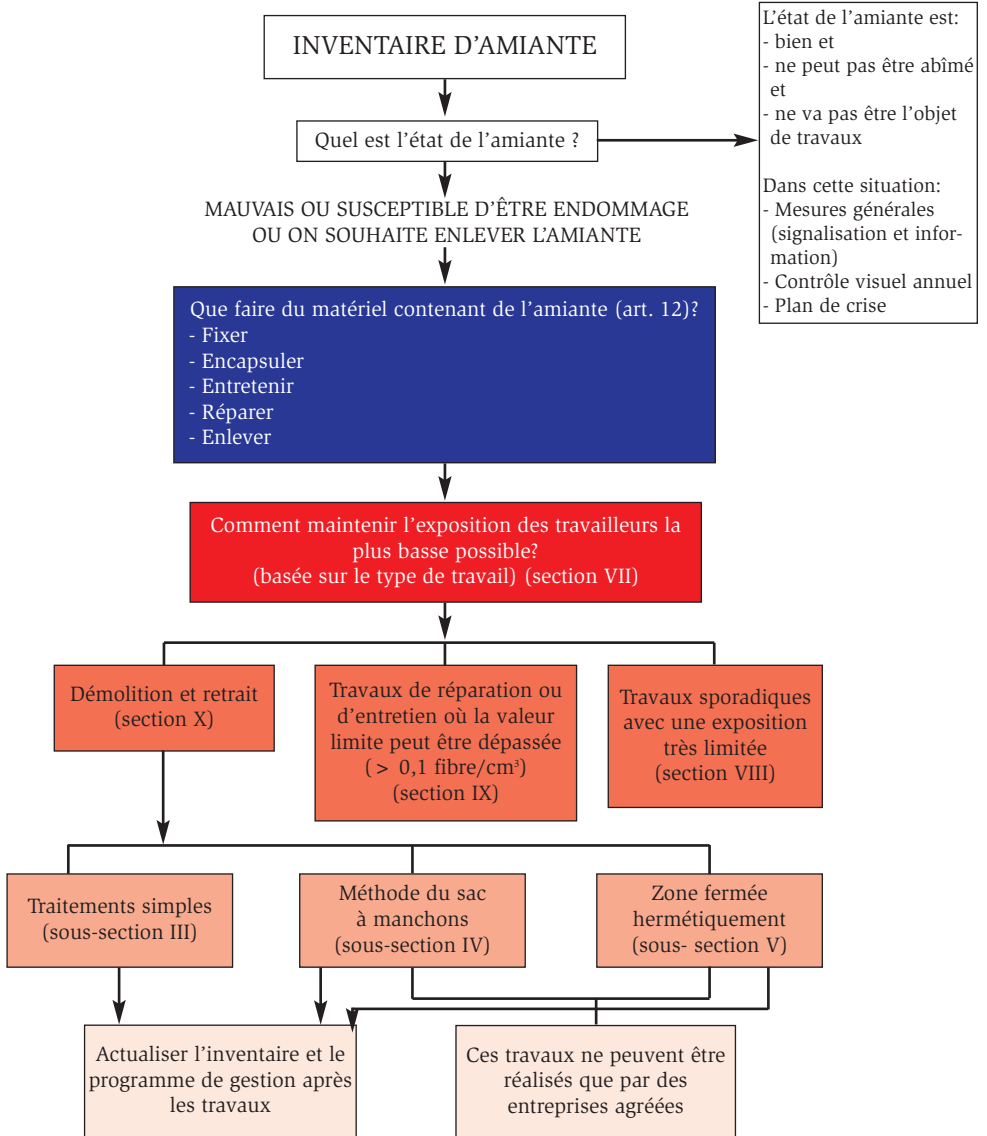 INVENTAIRE D'AMIANTE
Quel est l'état de l'amiante ?
L'état de l'amiante est:
- bien et
- ne peut pas être abîmé
et
- ne va pas être l'objet
de travaux
Dans cette situation:
- Mesures générales
(signalisation et infor-
mation)
- Contrôle visuel annuel
- Plan de crise
MAUVAIS OU SUSCEPTIBLE D'ÊTRE ENDOMMAGE
OU ON SOUHAITE ENLEVER L'AMIANTE
Que faire du matériel contenant de l'amiante (art. 12)?
- Fixer
- Encapsuler
- Entretenir
- Réparer
- Enlever
Comment maintenir l'exposition des travailleurs la
plus basse possible?
(basée sur le type de travail) (section VII)
Démolition et retrait
(section X)
Travaux de réparation ou
d'entretien où la valeur
limite peut être dépassée
( > 0,1 fibre/cm³)
(section IX)
Travaux sporadiques
avec une exposition
très limitée
(section VIII)
Traitements simples
(sous-section III)
Méthode du sac
à manchons
(sous-section IV)
Zone fermée
hermétiquement
(sous- section V)
Actualiser l'inventaire et le
programme de gestion après
les travaux
Ces travaux ne peuvent être
réalisés que par des
entreprises agréées